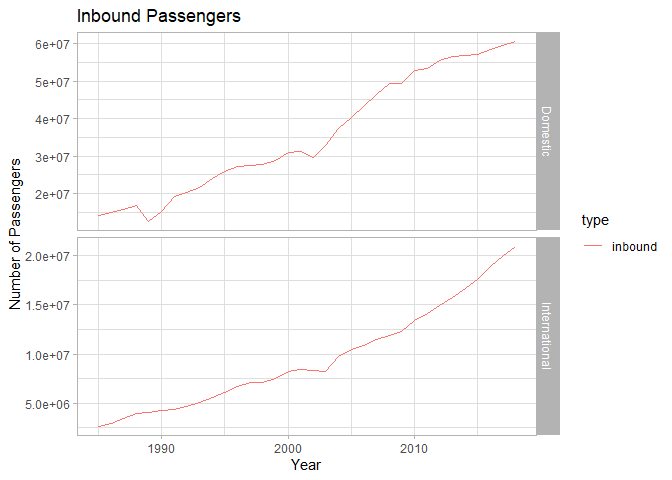 Inbound Passengers
Number of Passengers
6e+07
5e+07
4e+07
3e+07
2e+07
Domestic
2.0e+07
1.5e+07
1.0e+07
5.0e+06
International
1990
2000
2010
Year
type
inbound